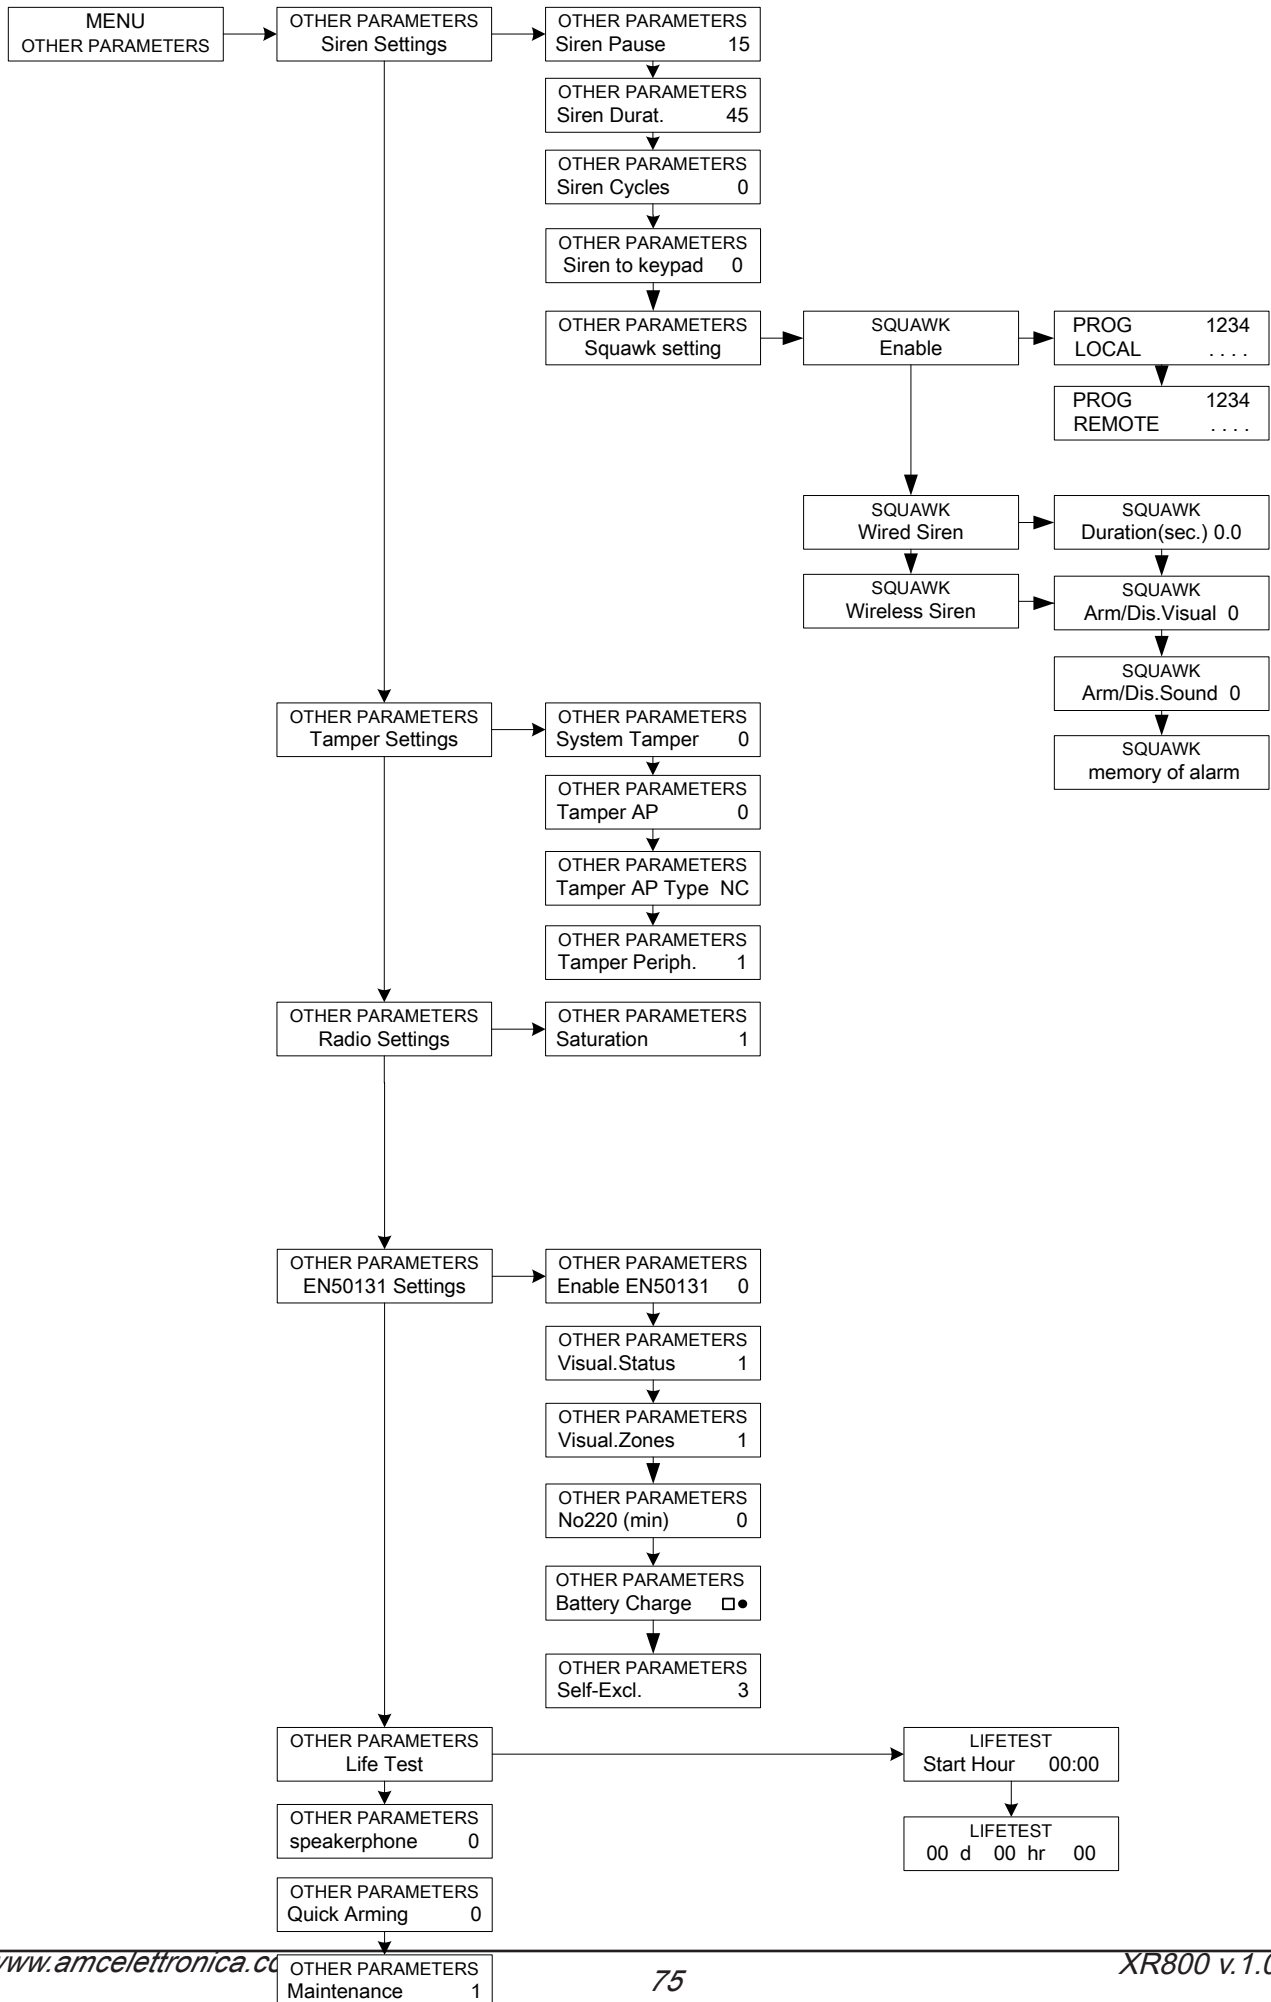 MENU
OTHER PARAMETERS
OTHER PARAMETERS
Siren Settings
OTHER PARAMETERS
Siren Pause 15
OTHER PARAMETERS
Siren Durat. 45
OTHER PARAMETERS
Siren Cycles 0
OTHER PARAMETERS
Siren to keypad 0
OTHER PARAMETERS
Squawk setting
SQUAWK
Enable
PROG 1234
LOCAL . . . .
PROG 1234
REMOTE . . . .
SQUAWK
Wired Siren
SQUAWK
Duration(sec.) 0.0
SQUAWK
Wireless Siren
SQUAWK
Arm/Dis.Visual 0
SQUAWK
Arm/Dis.Sound 0
SQUAWK
memory of alarm
OTHER PARAMETERS
Tamper Settings
OTHER PARAMETERS
System Tamper 0
OTHER PARAMETERS
Tamper AP 0
OTHER PARAMETERS
Tamper AP Type NC
OTHER PARAMETERS
Tamper Periph. 1
OTHER PARAMETERS
Radio Settings
OTHER PARAMETERS
Saturation 1
OTHER PARAMETERS
EN50131 Settings
OTHER PARAMETERS
Enable EN50131 0
OTHER PARAMETERS
Visual.Status 1
OTHER PARAMETERS
Visual.Zones 1
OTHER PARAMETERS
No220 (min) 0
OTHER PARAMETERS
Battery Charge □●
OTHER PARAMETERS
Self-Excl. 3
OTHER PARAMETERS
Life Test
LIFETEST
Start Hour 00:00
LIFETEST
00 d 00 hr 00
OTHER PARAMETERS
speakerphone 0
OTHER PARAMETERS
Quick Arming 0
OTHER PARAMETERS
Maintenance 1
www.amcelettronica.co
75
XR800 v.1.0